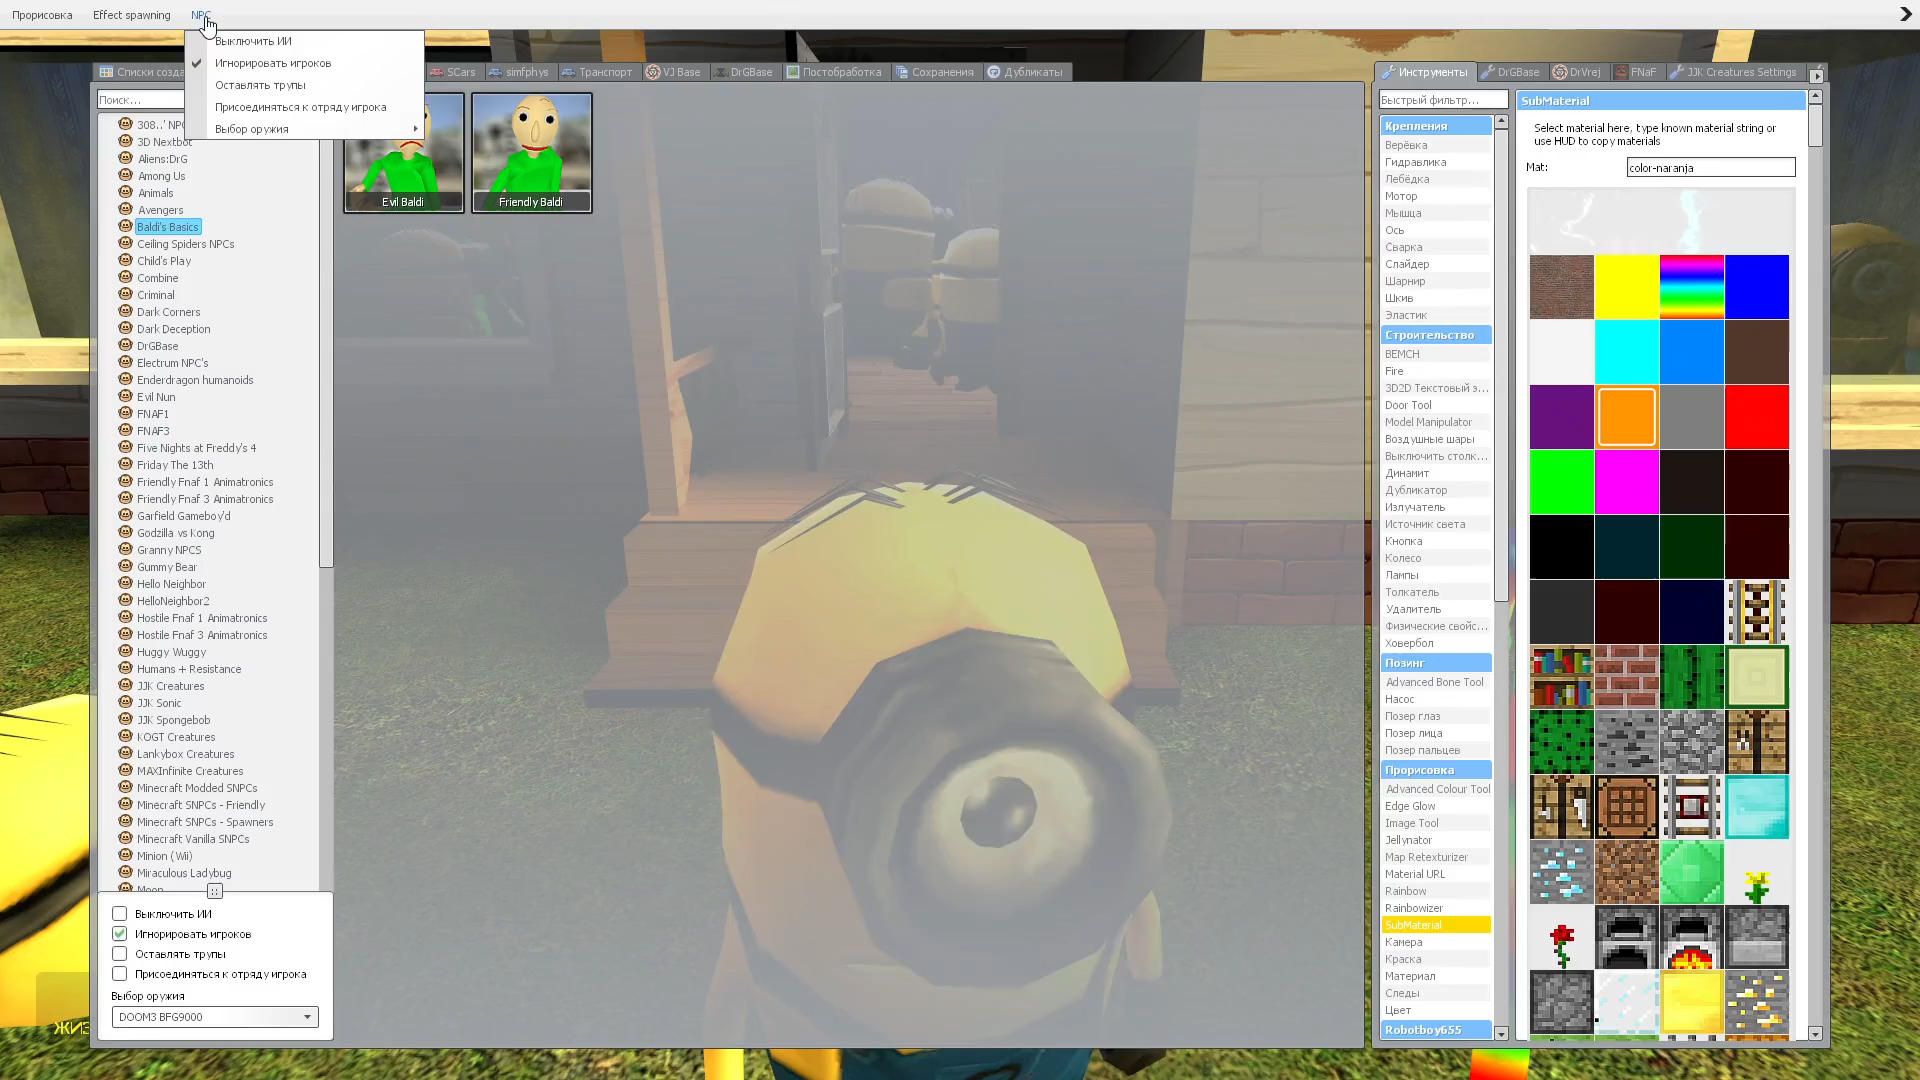 Прорисовка
Effect spawning
NPC
Выключить ИИ
Игнорировать игроков
Оставлять трупы
Присоединяться к отряду игрока
Выбор оружия
Списки созда
SCars
simfphys
Транспорт
VJ Base
DrGBase
Постобработка
Сохранения
Дубликаты
Поиск...
308..' NPC
3D Nextbot
Aliens:DrG
Among Us
Animals
Avengers
Baldi's Basics
Ceiling Spiders NPCs
Child's Play
Combine
Criminal
Dark Corners
Dark Deception
DrGBase
Electrum NPC's
Enderdragon humanoids
Evil Nun
FNAF1
FNAF3
Five Nights at Freddy's 4
Friday The 13th
Friendly Fnaf 1 Animatronics
Friendly Fnaf 3 Animatronics
Garfield Gameboy'd
Godzilla vs Kong
Granny NPCS
Gummy Bear
Hello Neighbor
HelloNeighbor2
Hostile Fnaf 1 Animatronics
Hostile Fnaf 3 Animatronics
Huggy Wuggy
Humans + Resistance
JJK Creatures
JJK Sonic
JJK Spongebob
KOGT Creatures
Lankybox Creatures
MAXInfinite Creatures
Minecraft Modded SNPCs
Minecraft SNPCs - Friendly
Minecraft SNPCs - Spawners
Minecraft Vanilla SNPCs
Minion (Wii)
Miraculous Ladybug
Moon
Выключить ИИ
Игнорировать игроков
Оставлять трупы
Присоединяться к отряду игрока
Выбор оружия
DOOM3 BFG9000
Evil Baldi
Friendly Baldi
Инструменты
DrGBase
DrVrej
FNaF
JJK Creatures Settings
Быстрый фильтр...
Крепления
Верёвка
Гидравлика
Лебёдка
Мотор
Мышца
Ось
Сварка
Слайдер
Шарнир
Шкив
Эластик
Строительство
ВЕМСН
Fire
3D2D Текстовый э...
Door Tool
Model Manipulator
Воздушные шары
Выключить столк...
Динамит
Дубликатор
Излучатель
Источник света
Кнопка
Колесо
Лампы
Толкатель
Удалитель
Физические свойс...
Ховербол
Позинг
Advanced Bone Tool
Насос
Позер глаз
Позер лица
Позер пальцев
Прорисовка
Advanced Colour Tool
Edge Glow
Image Tool
Jellynator
Map Retexturizer
Material URL
Rainbow
Rainbowizer
SubMaterial
Камера
Краска
Материал
Следы
Цвет
Robotboy655
SubMaterial
Select material here, type known material string or
use HUD to copy materials
Mat:
color-naranja